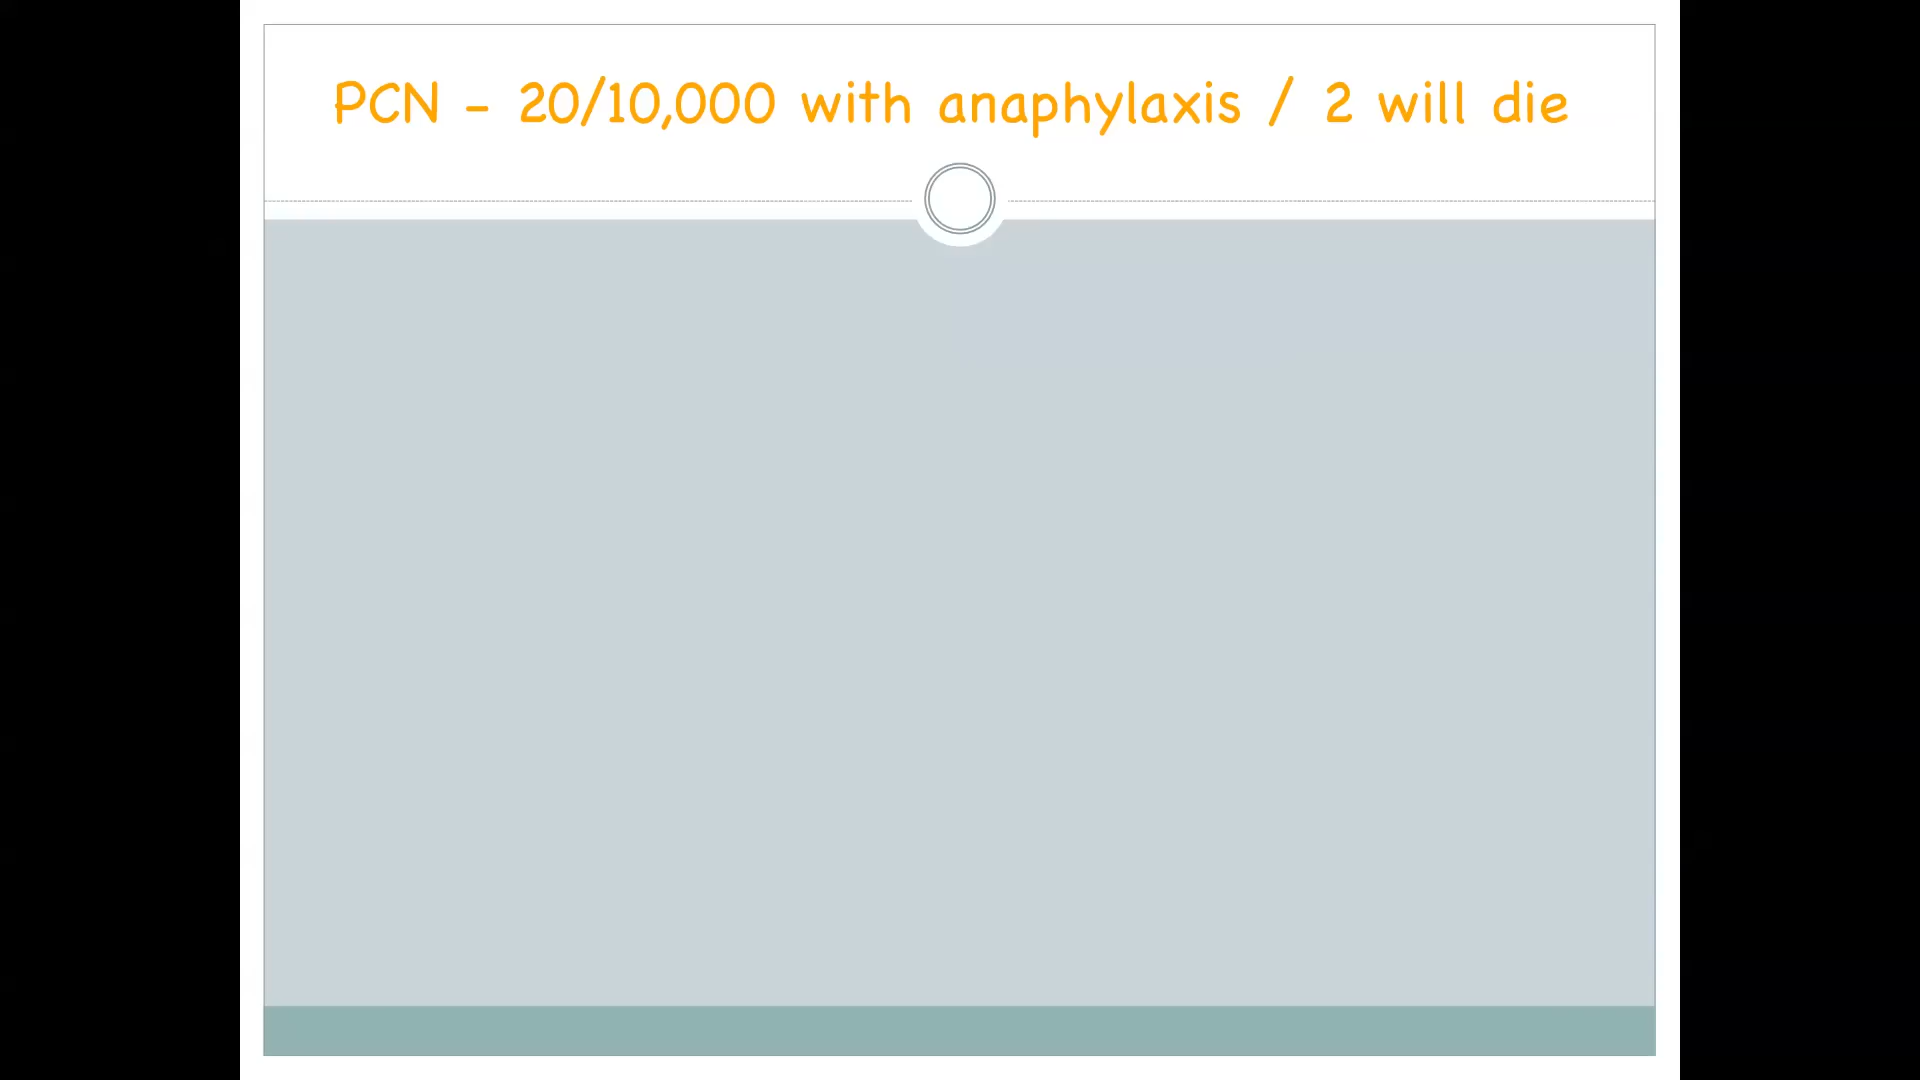 PCN - 20/10,000 with anaphylaxis / 2 will die